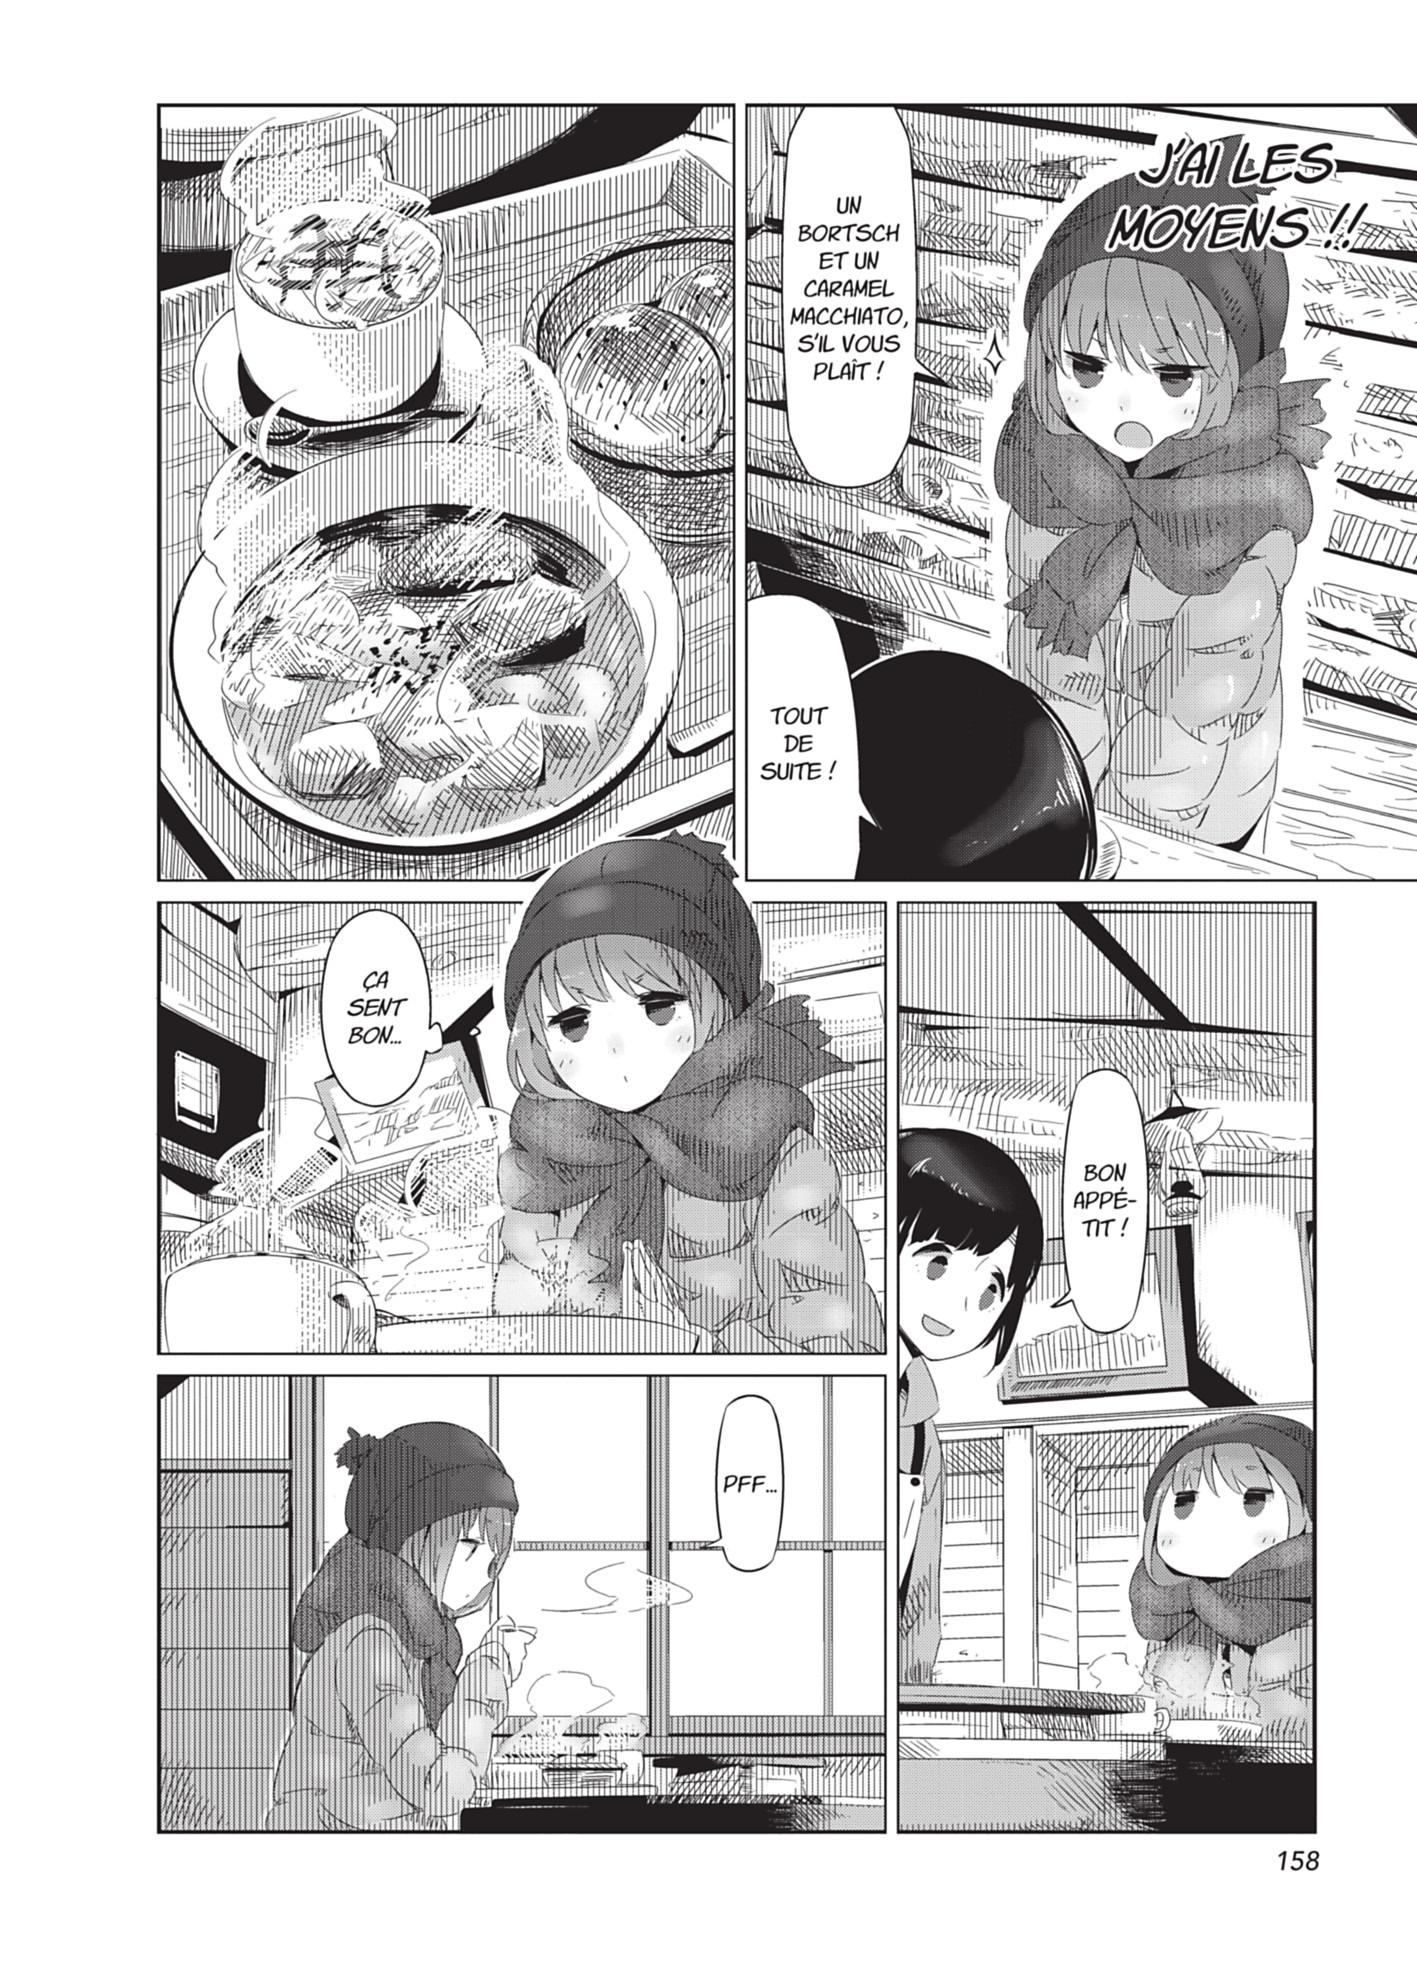 J'AI LES
MOYENS !!
UN
BORTSCH
ET UN
CARAMEL
MACCHIATO,
S'IL VOUS
PLAÎT !
TOUT
DE
SUITE !
BON
APPÉ-
TIT !
ÇA
SENT
BON...
PFF...
158